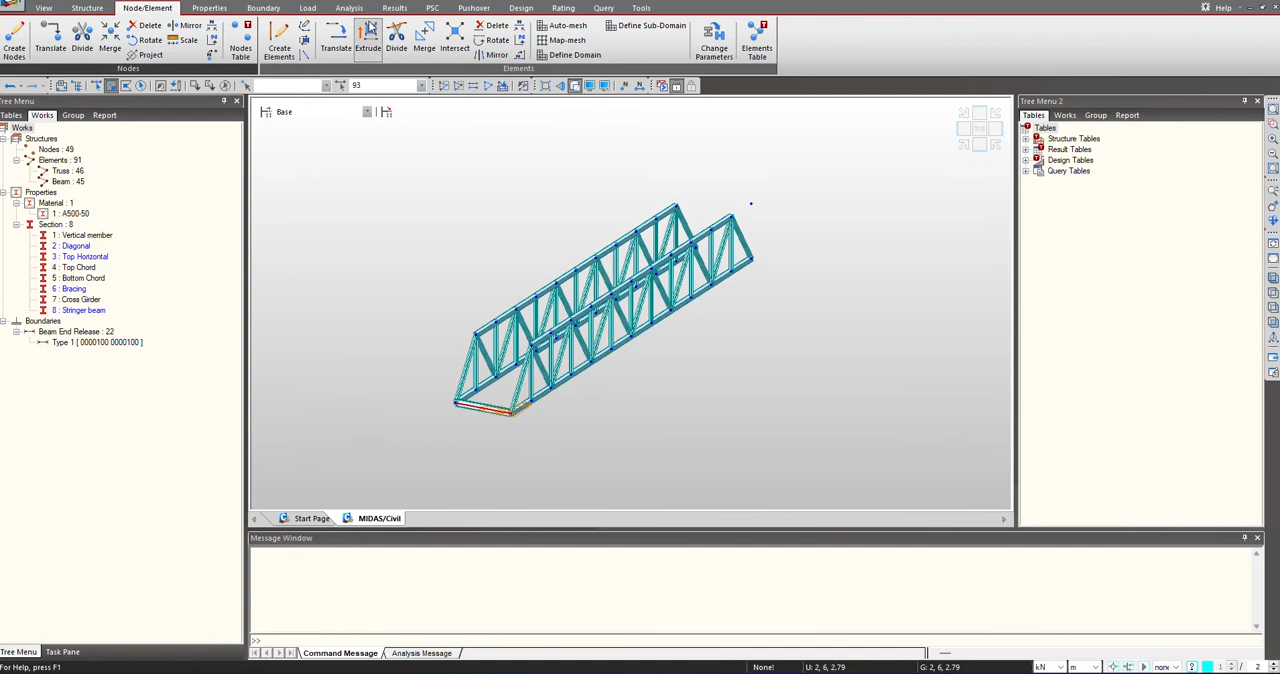 View Structure Node/Element Properties Boundary Load Analysis Results PSC Pushover Design Rating Query Tools Help
Create Nodes
Translate
Divide
Merge
Delete
Rotate
Project
Mirror
Scale
Nodes Table
Create Elements
Translate
Extrude
Divide
Merge
Intersect
Delete
Rotate
Mirror
Auto-mesh
Map-mesh
Define Domain
Define Sub-Domain
Change Parameters
Elements Table
Nodes
Elements
93
Tree Menu
Tables Works Group Report
Works
Structures
Nodes : 49
Elements : 91
Truss : 46
Beam : 45
Properties
Material : 1
1 : A500-50
Section : 8
1 : Vertical member
2 : Diagonal
3 : Top Horizontal
4 : Top Chord
5 : Bottom Chord
6 : Bracing
7 : Cross Girder
8 : Stringer beam
Boundaries
Beam End Release : 22
Type 1 [ 0000100 0000100 ]
Tree Menu Task Pane
Base
TOP
Start Page MIDAS/Civil
Message Window
>>
Command Message Analysis Message
Tree Menu 2
Tables Works Group Report
Tables
Structure Tables
Result Tables
Design Tables
Query Tables
For Help, press F1
None!
U: 2, 6, 2.79
G: 2, 6, 2.79
kN
m
none
1 / 2